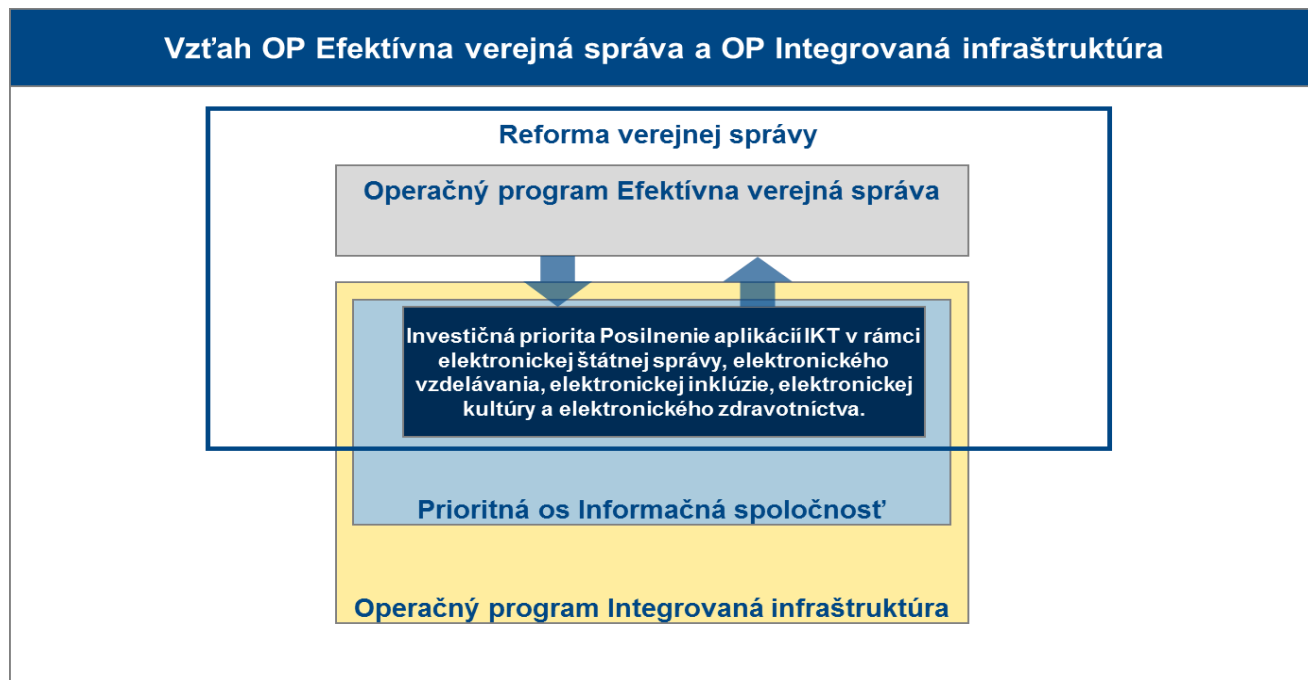 Vzťah OP Efektívna verejná správa a OP Integrovaná infraštruktúra
Reforma verejnej správy
Operačný program Efektívna verejná správa
Investičná priorita Posilnenie aplikácií IKT v rámci
elektronickej štátnej správy, elektronického
vzdelávania, elektronickej inklúzie, elektronickej
kultúry a elektronického zdravotníctva.
Prioritná os Informačná spoločnosť
Operačný program Integrovaná infraštruktúra